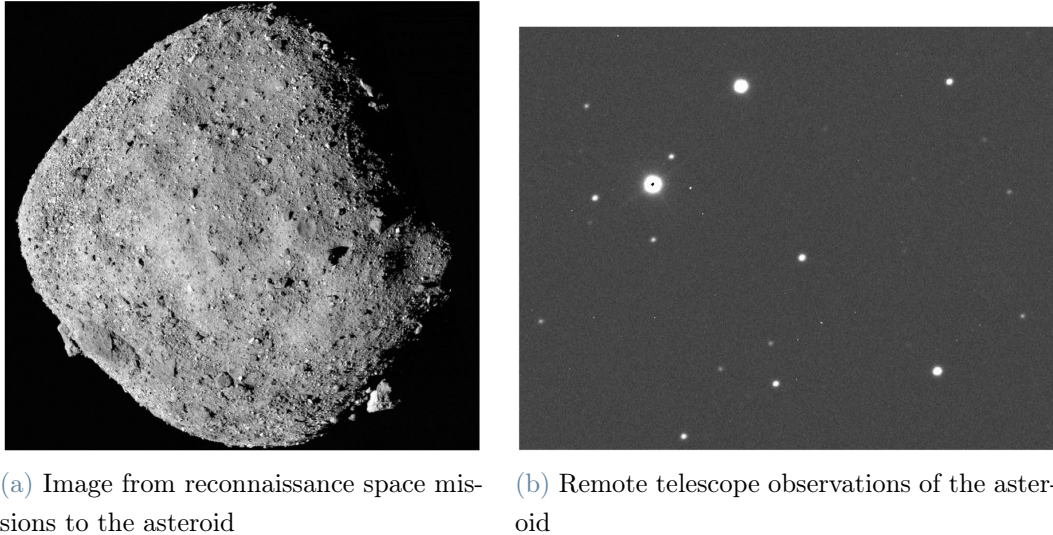 (a) Image from reconnaissance space mis-
sions to the asteroid
(b) Remote telescope observations of the aster-
oid